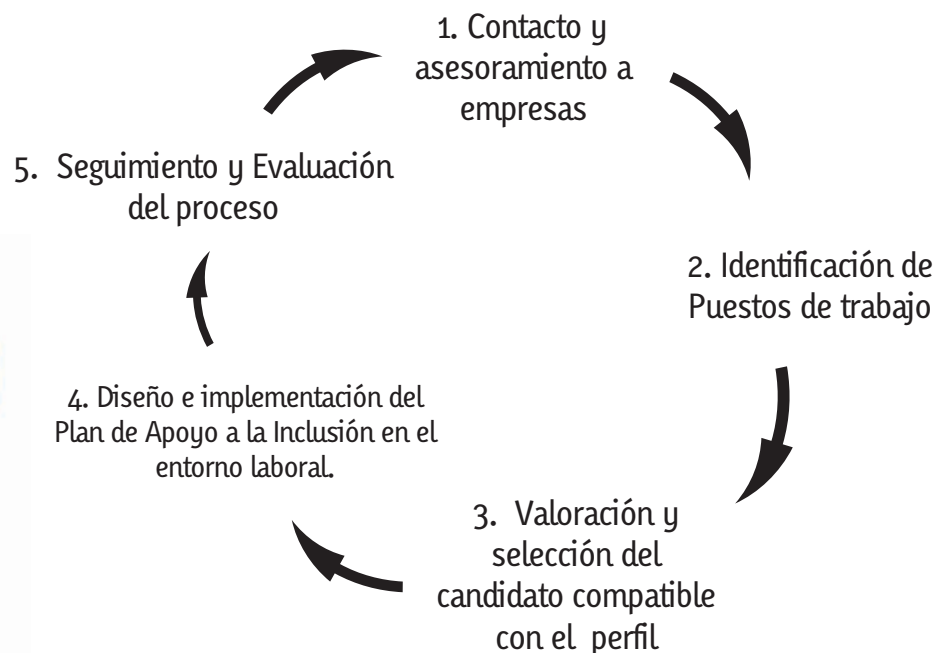 1. Contacto y
asesoramiento a
empresas
2. Identificación de
Puestos de trabajo
3. Valoración y
selección del
candidato compatible
con el perfil
4. Diseño e implementación del
Plan de Apoyo a la Inclusión en el
entorno laboral.
5. Seguimiento y Evaluación
del proceso